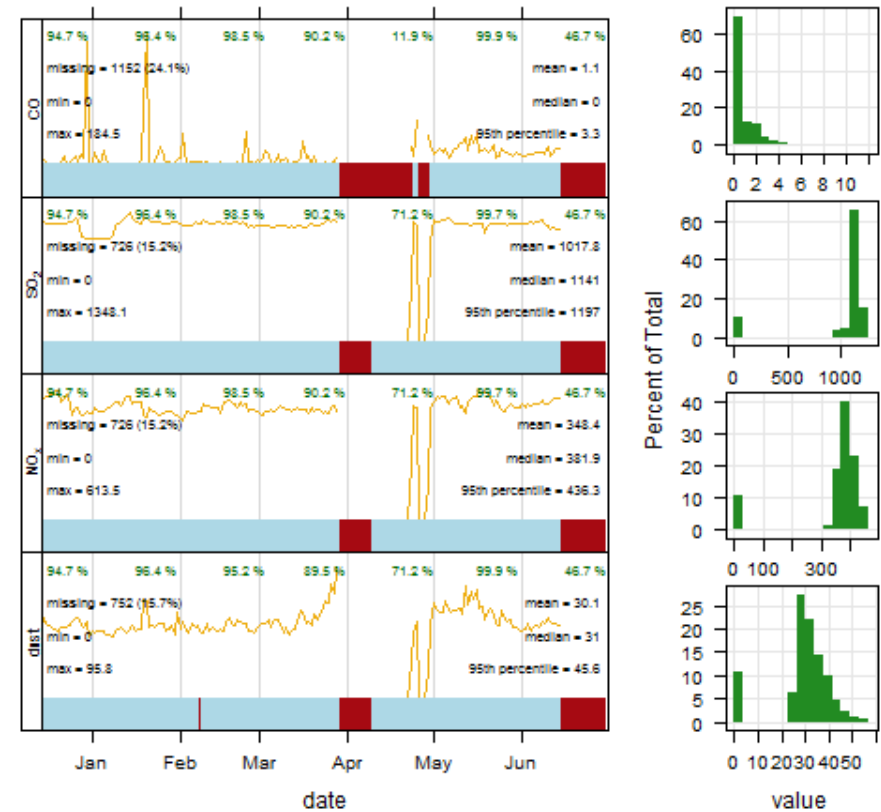 94.7 % 96.4 % 98.5 % 90.2 % 11.9 % 99.9 % 46.7 %
missing = 1152 (24.1%) mean = 1.1
min = 0 median = 0
max = 184.5 95th percentile = 3.3
CO
94.7 % 96.4 % 98.5 % 90.2 % 71.2 % 99.7 % 46.7 %
missing = 726 (15.2%) mean = 1017.8
min = 0 median = 1141
max = 1348.1 95th percentile = 1197
SO₂
94.7 % 96.4 % 98.5 % 90.2 % 71.2 % 99.7 % 46.7 %
missing = 726 (15.2%) mean = 348.4
min = 0 median = 381.9
max = 613.5 95th percentile = 436.3
NOₓ
94.7 % 96.4 % 95.2 % 89.5 % 71.2 % 99.9 % 46.7 %
missing = 752 (15.7%) mean = 30.1
min = 0 median = 31
max = 95.8 95th percentile = 45.6
dist
Jan Feb Mar Apr May Jun
date
Percent of Total
60
40
20
0
0 2 4 6 8 10
60
40
20
0
0 500 1000
40
30
20
10
0
0 100 300
25
20
15
10
5
0
0 10 20 30 40 50
value